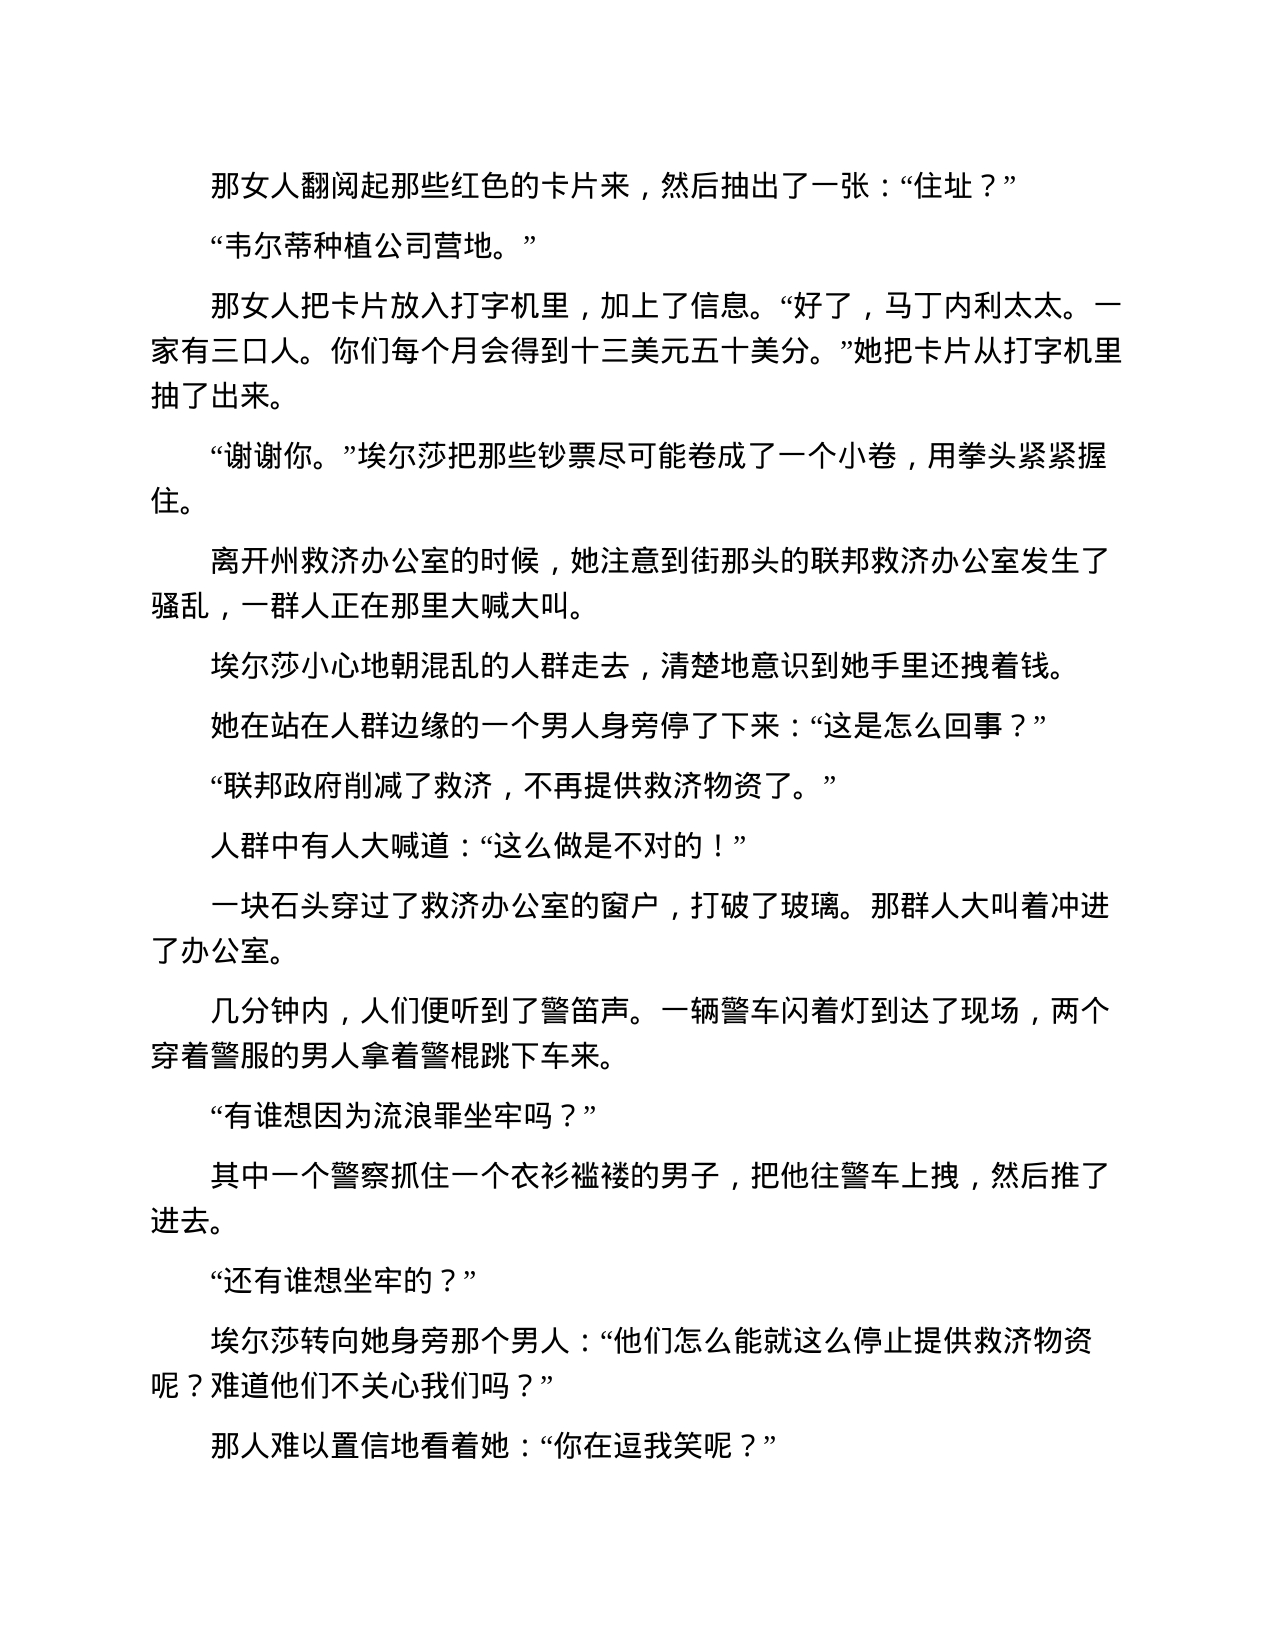 那女人翻阅起那些红色的卡片来，然后抽出了一张：“住址？”
“韦尔蒂种植公司营地。”
那女人把卡片放入打字机里，加上了信息。“好了，马丁内利太太。一
家有三口人。你们每个月会得到十三美元五十美分。”她把卡片从打字机里
抽了出来。
“谢谢你。”埃尔莎把那些钞票尽可能卷成了一个小卷，用拳头紧紧握
住。
离开州救济办公室的时候，她注意到街那头的联邦救济办公室发生了
骚乱，一群人正在那里大喊大叫。
埃尔莎小心地朝混乱的人群走去，清楚地意识到她手里还拽着钱。
她在站在人群边缘的一个男人身旁停了下来：“这是怎么回事？”
“联邦政府削减了救济，不再提供救济物资了。”
人群中有人大喊道：“这么做是不对的！”
一块石头穿过了救济办公室的窗户，打破了玻璃。那群人大叫着冲进
了办公室。
几分钟内，人们便听到了警笛声。一辆警车闪着灯到达了现场，两个
穿着警服的男人拿着警棍跳下车来。
“有谁想因为流浪罪坐牢吗？”
其中一个警察抓住一个衣衫褴褛的男子，把他往警车上拽，然后推了
进去。
“还有谁想坐牢的？”
埃尔莎转向她身旁那个男人：“他们怎么能就这么停止提供救济物资
呢？难道他们不关心我们吗？”
那人难以置信地看着她：“你在逗我笑呢？”